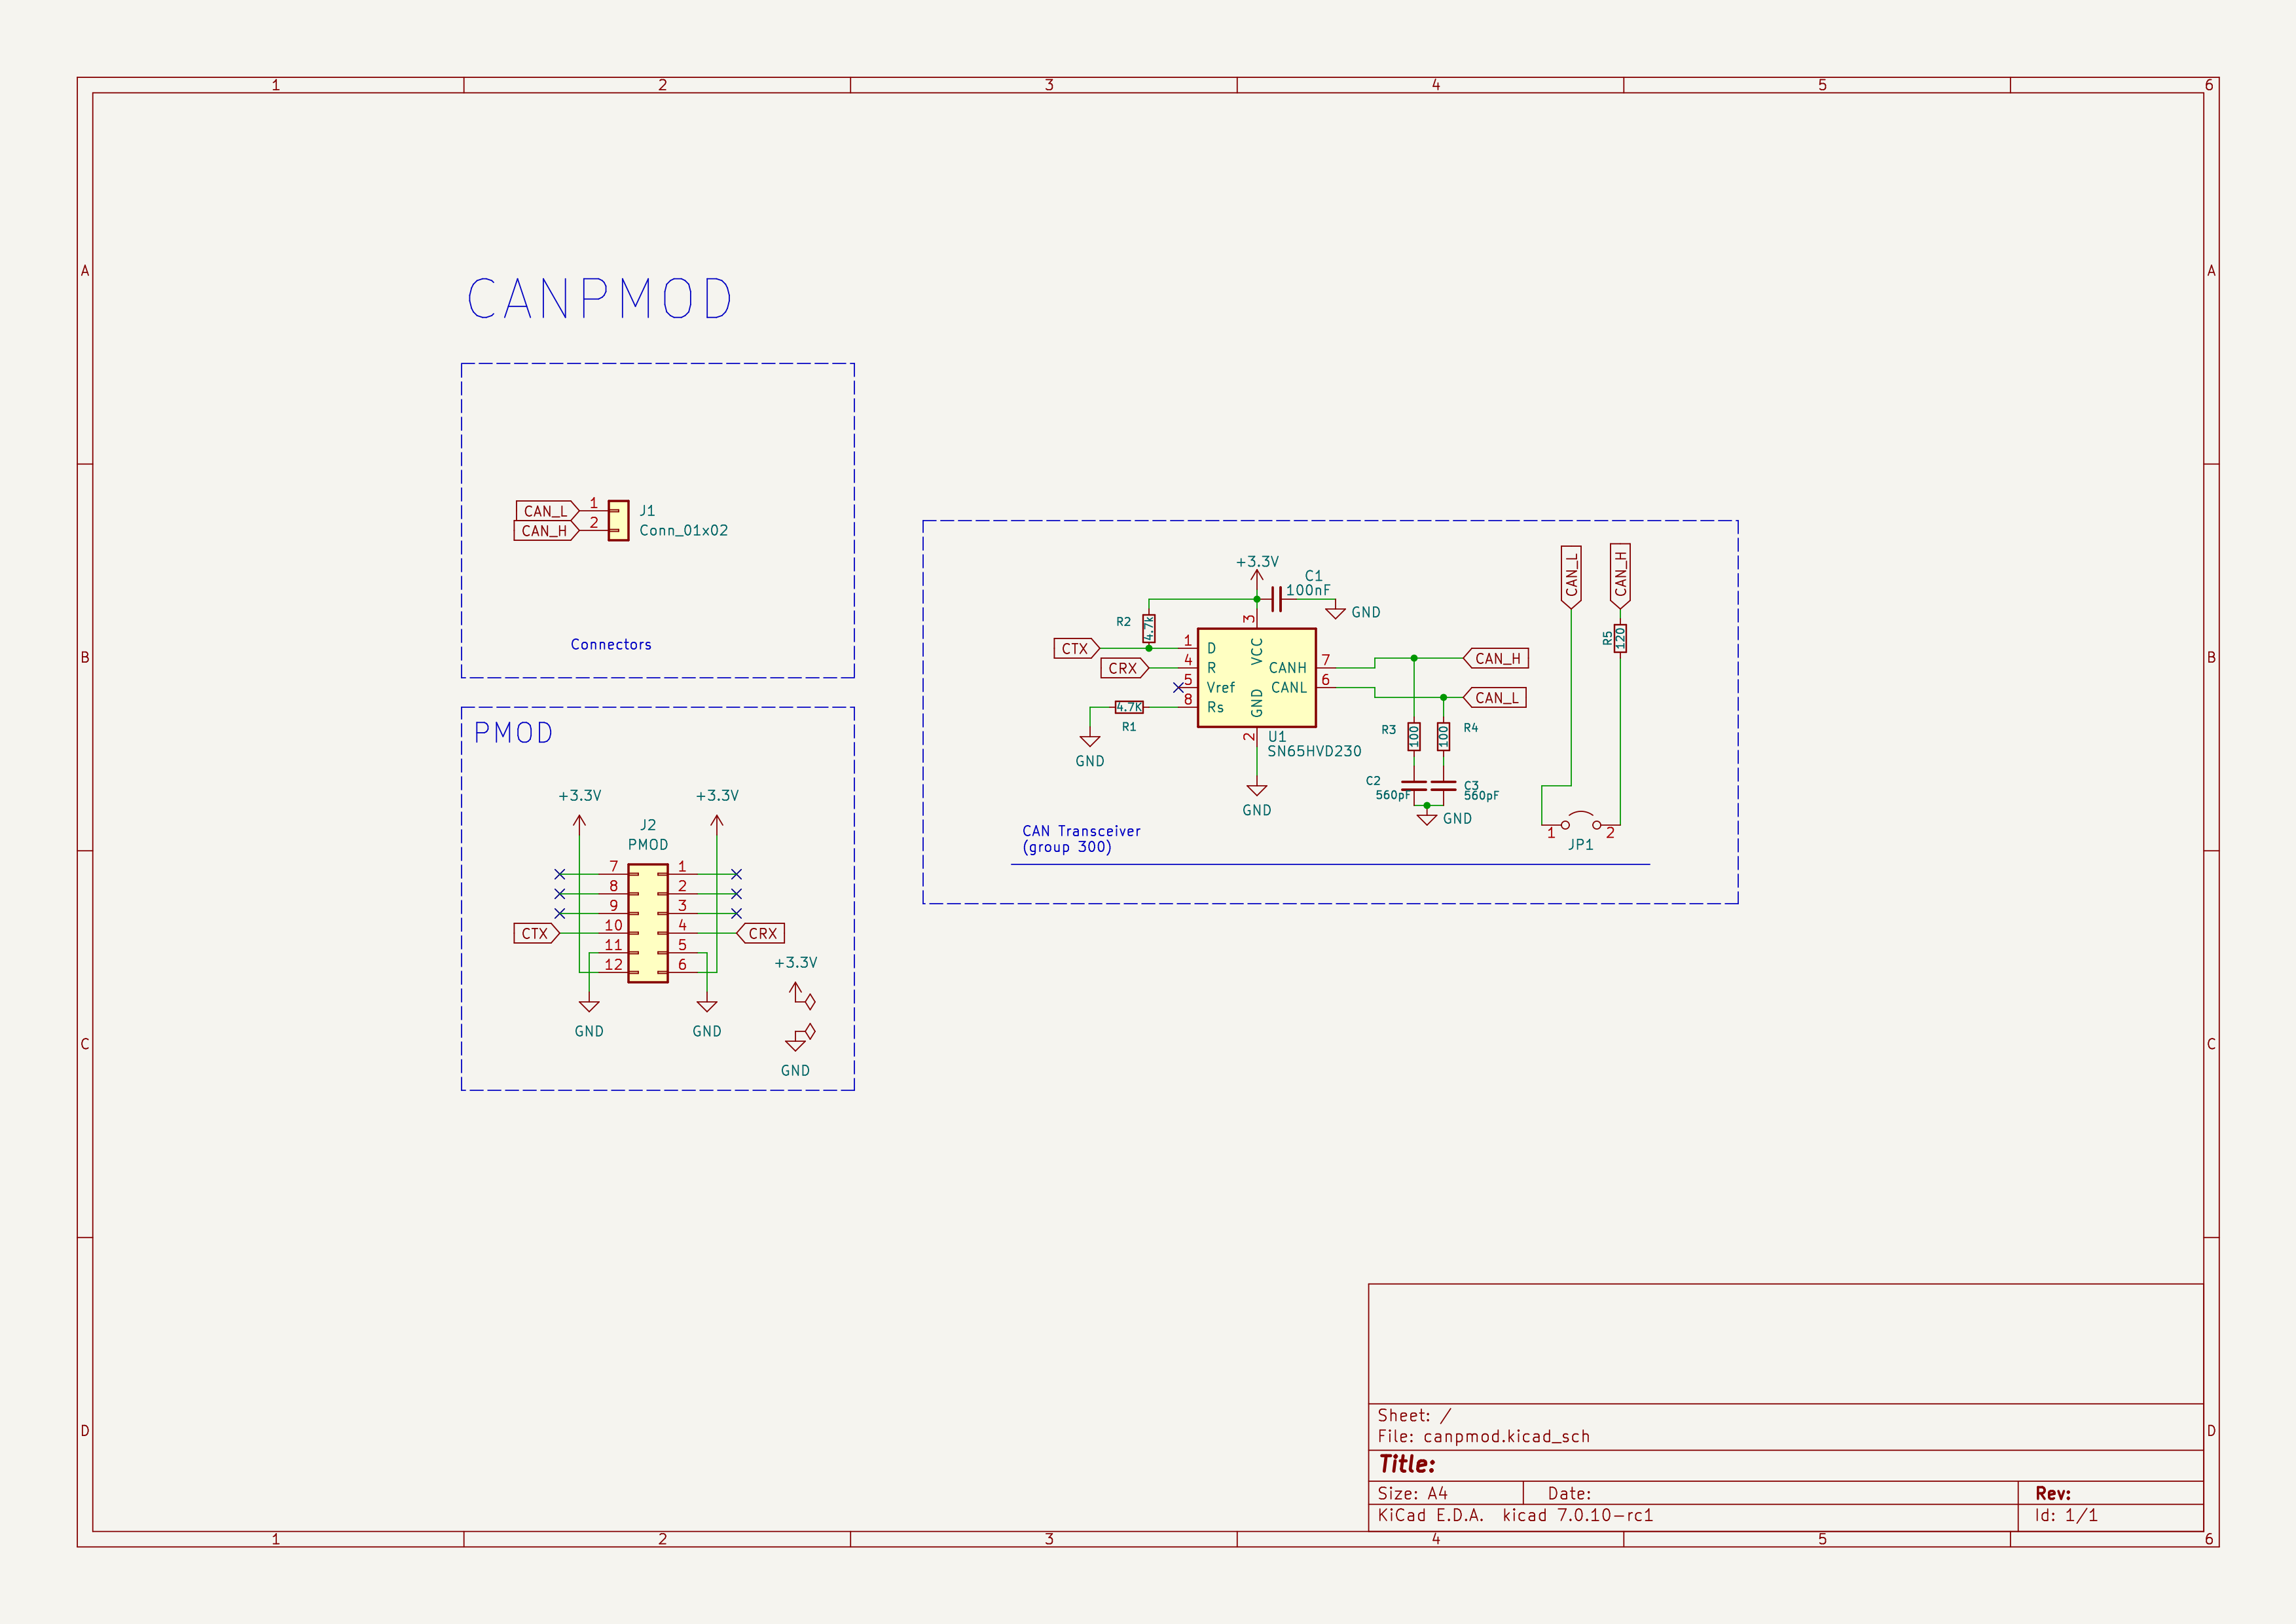 1 2 3 4 5 6
A A
B B
C C
D D
CANPMOD
CAN_L 1
CAN_H 2
J1
Conn_01x02
Connectors
PMOD
+3.3V +3.3V
J2
PMOD
7 1
8 2
9 3
CTX 10 4 CRX
11 5
12 6
+3.3V
GND GND
GND
+3.3V
C1
100nF
GND
R2 4.7k
3
CTX 1 D VCC
CRX 4 R CANH 7 CAN_H
5 Vref CANL 6 CAN_L
4.7K 8 Rs GND
R1
GND
2
U1
SN65HVD230
GND
R3 100 100 R4
C2 C3
560pF 560pF
GND
CAN_L CAN_H
R5 120
1 2
JP1
CAN Transceiver
(group 300)
Sheet: /
File: canpmod.kicad_sch
Title:
Size: A4 Date: Rev:
KiCad E.D.A. kicad 7.0.10-rc1 Id: 1/1
1 2 3 4 5 6